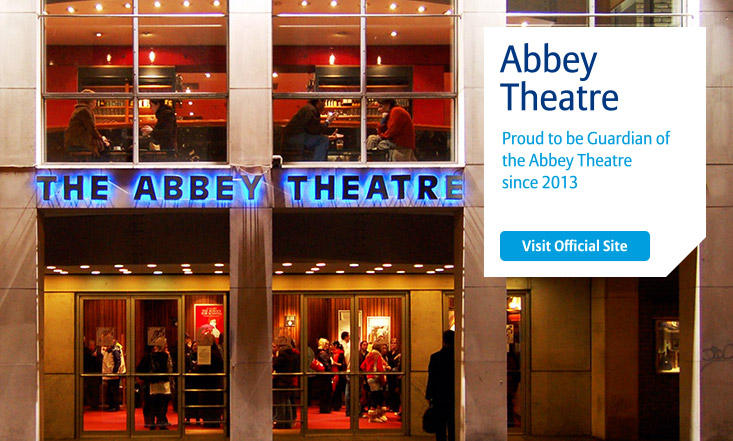 THE ABBEY THEATRE
Abbey
Theatre
Proud to be Guardian of
the Abbey Theatre
since 2013
Visit Official Site